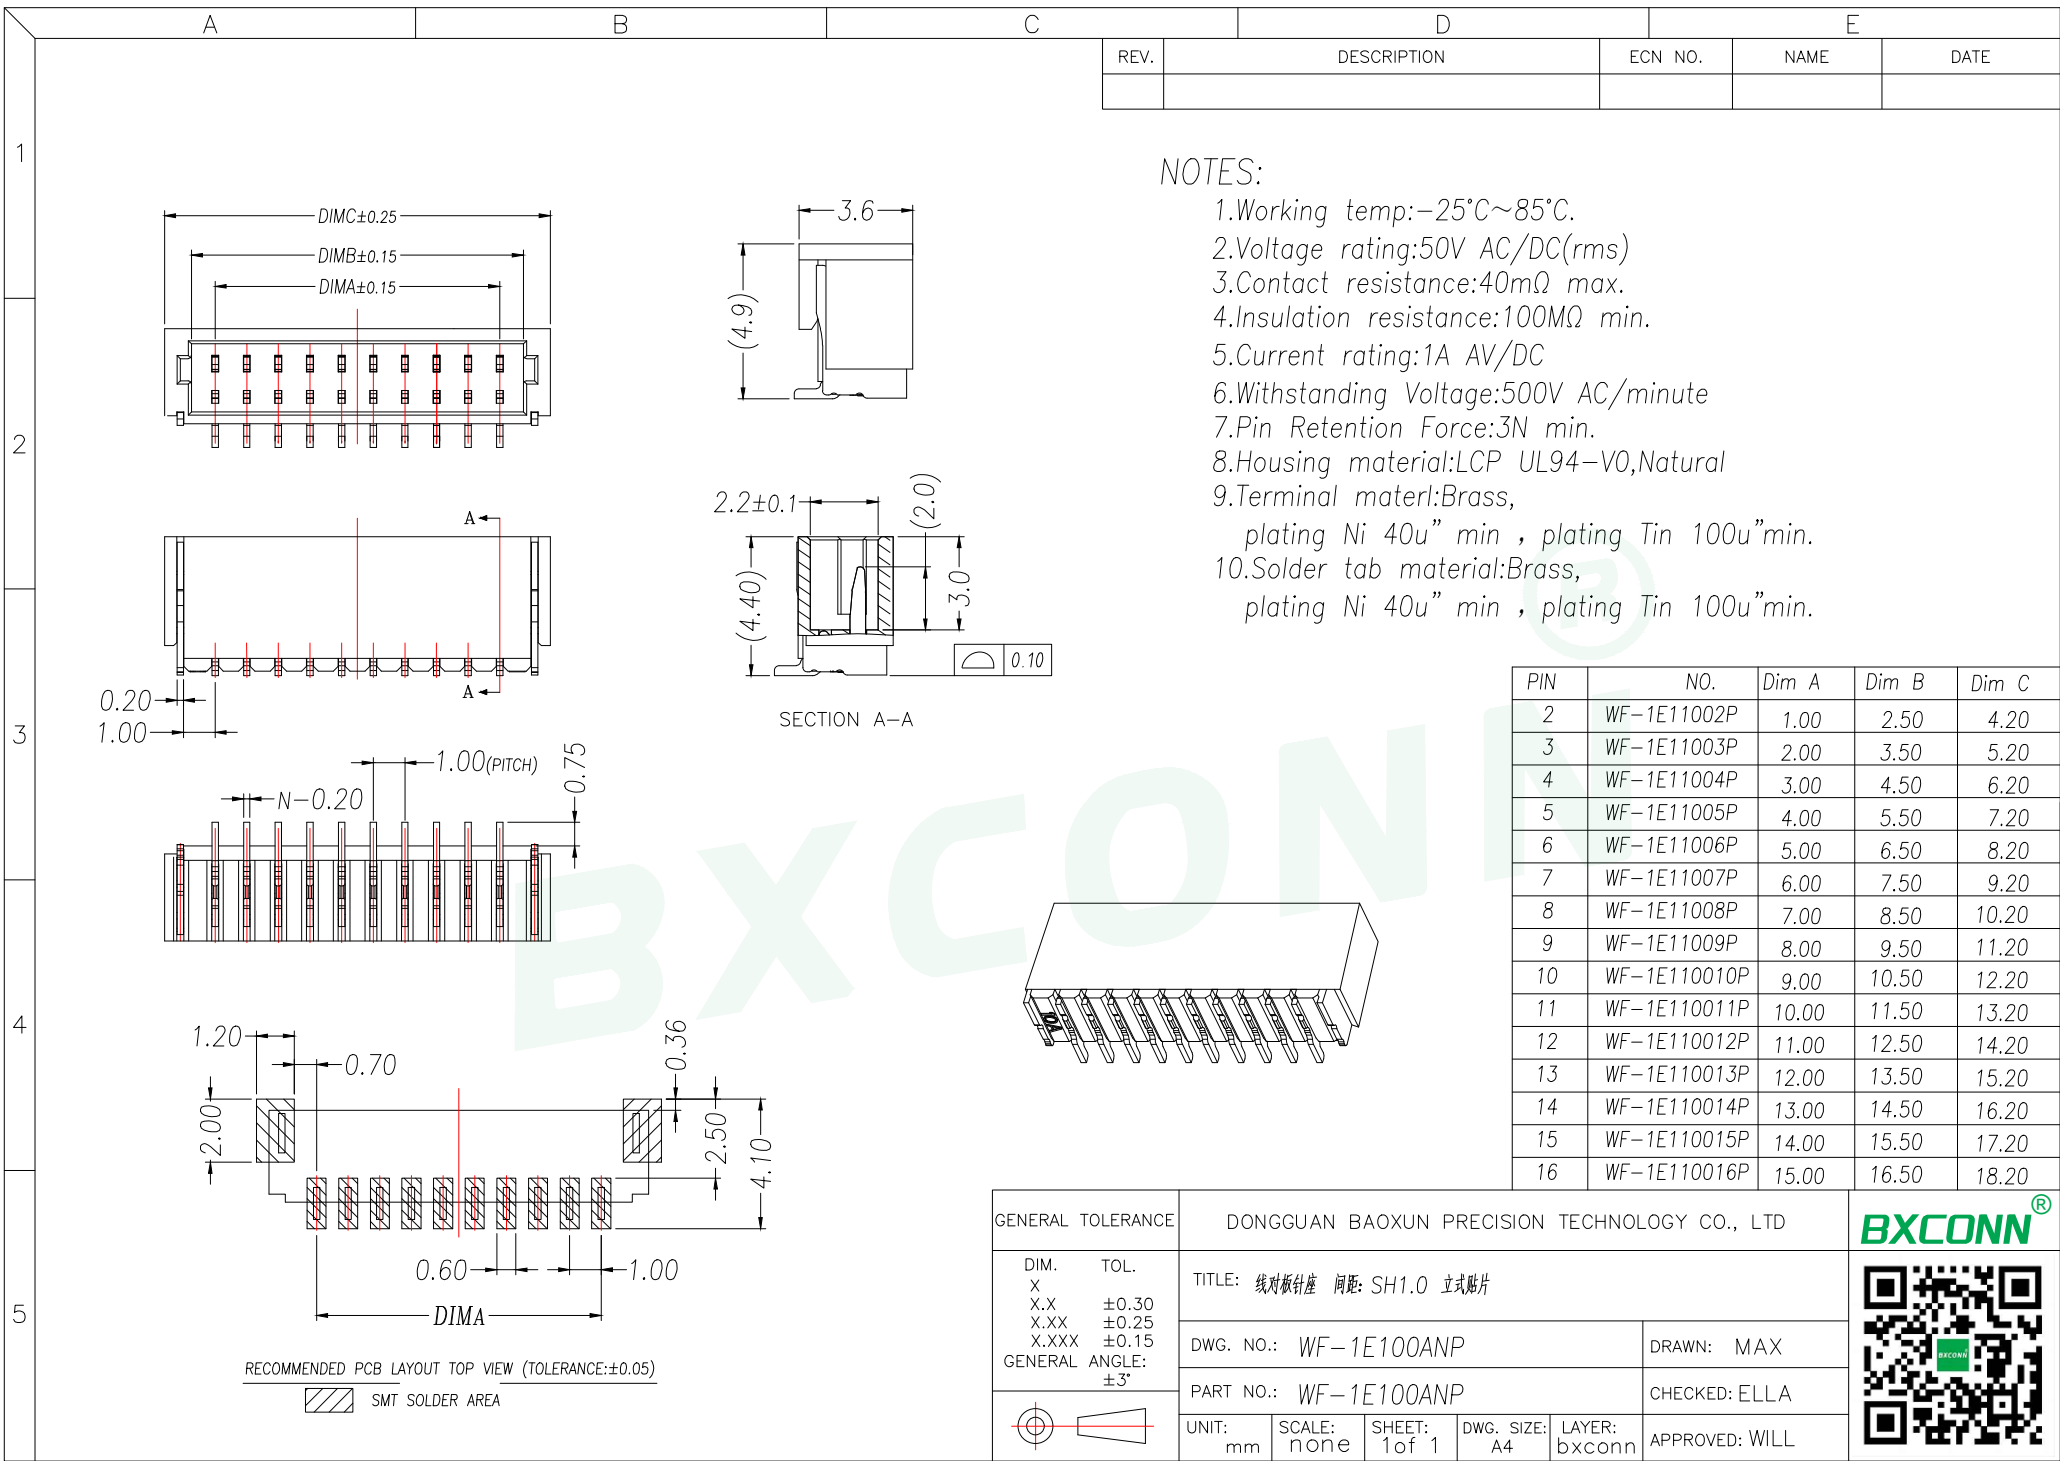 A B C D E
REV. DESCRIPTION ECN NO. NAME DATE
1
2
3
4
5
NOTES:
1.Working temp:-25°C~85°C.
2.Voltage rating:50V AC/DC(rms)
3.Contact resistance:40mΩ max.
4.Insulation resistance:100MΩ min.
5.Current rating:1A AV/DC
6.Withstanding Voltage:500V AC/minute
7.Pin Retention Force:3N min.
8.Housing material:LCP UL94-V0,Natural
9.Terminal materl:Brass,
plating Ni 40u" min , plating Tin 100u"min.
10.Solder tab material:Brass,
plating Ni 40u" min , plating Tin 100u"min.
DIMC±0.25
DIMB±0.15
DIMA±0.15
3.6
(4.9)
2.2±0.1
(2.0)
(4.40)
3.0
0.10
SECTION A-A
A
A
0.20
1.00
1.00(PITCH)
0.75
N-0.20
10A
1.20
0.70
0.36
2.00
2.50
4.10
0.60
1.00
DIMA
RECOMMENDED PCB LAYOUT TOP VIEW (TOLERANCE:±0.05)
SMT SOLDER AREA
BXCONN®
PIN NO. Dim A Dim B Dim C
2 WF-1E11002P 1.00 2.50 4.20
3 WF-1E11003P 2.00 3.50 5.20
4 WF-1E11004P 3.00 4.50 6.20
5 WF-1E11005P 4.00 5.50 7.20
6 WF-1E11006P 5.00 6.50 8.20
7 WF-1E11007P 6.00 7.50 9.20
8 WF-1E11008P 7.00 8.50 10.20
9 WF-1E11009P 8.00 9.50 11.20
10 WF-1E110010P 9.00 10.50 12.20
11 WF-1E110011P 10.00 11.50 13.20
12 WF-1E110012P 11.00 12.50 14.20
13 WF-1E110013P 12.00 13.50 15.20
14 WF-1E110014P 13.00 14.50 16.20
15 WF-1E110015P 14.00 15.50 17.20
16 WF-1E110016P 15.00 16.50 18.20
GENERAL TOLERANCE
DIM. TOL.
X
X.X ±0.30
X.XX ±0.25
X.XXX ±0.15
GENERAL ANGLE:
±3°
DONGGUAN BAOXUN PRECISION TECHNOLOGY CO., LTD
BXCONN®
TITLE: 线对板针座 间距: SH1.0 立式贴片
DWG. NO.: WF-1E100ANP
DRAWN: MAX
PART NO.: WF-1E100ANP
CHECKED: ELLA
UNIT: mm
SCALE: none
SHEET: 1of 1
DWG. SIZE: A4
LAYER: bxconn
APPROVED: WILL
BXCONN